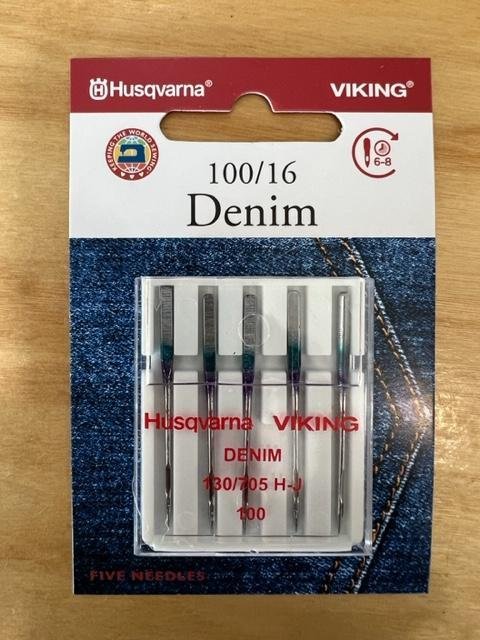 Husqvarna® VIKING®
KEEPING THE WORLD SEWING
6-8
100/16
Denim
Husqvarna VIKING
DENIM
130/705 H-J
100
FIVE NEEDLES